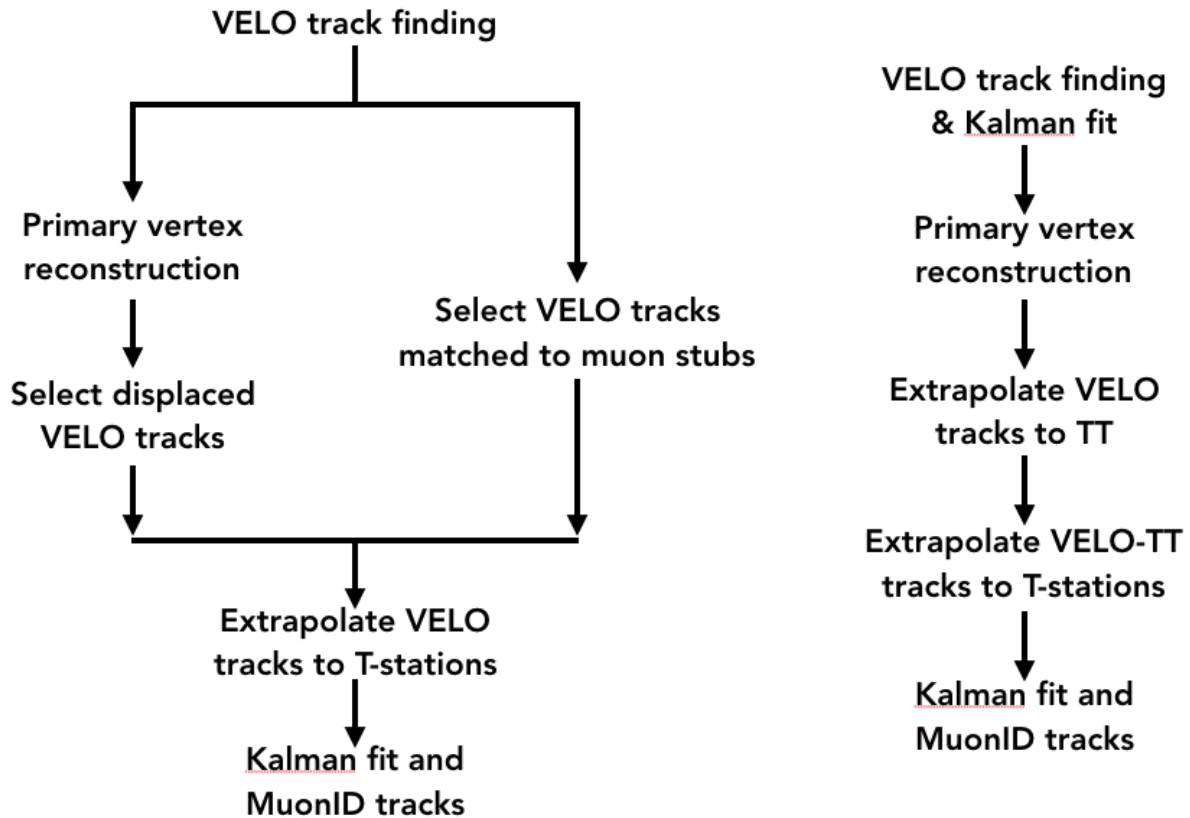 VELO track finding
Primary vertex
reconstruction
Select displaced
VELO tracks
Select VELO tracks
matched to muon stubs
Extrapolate VELO
tracks to T-stations
Kalman fit and
MuonID tracks
VELO track finding
& Kalman fit
Primary vertex
reconstruction
Extrapolate VELO
tracks to TT
Extrapolate VELO-TT
tracks to T-stations
Kalman fit and
MuonID tracks